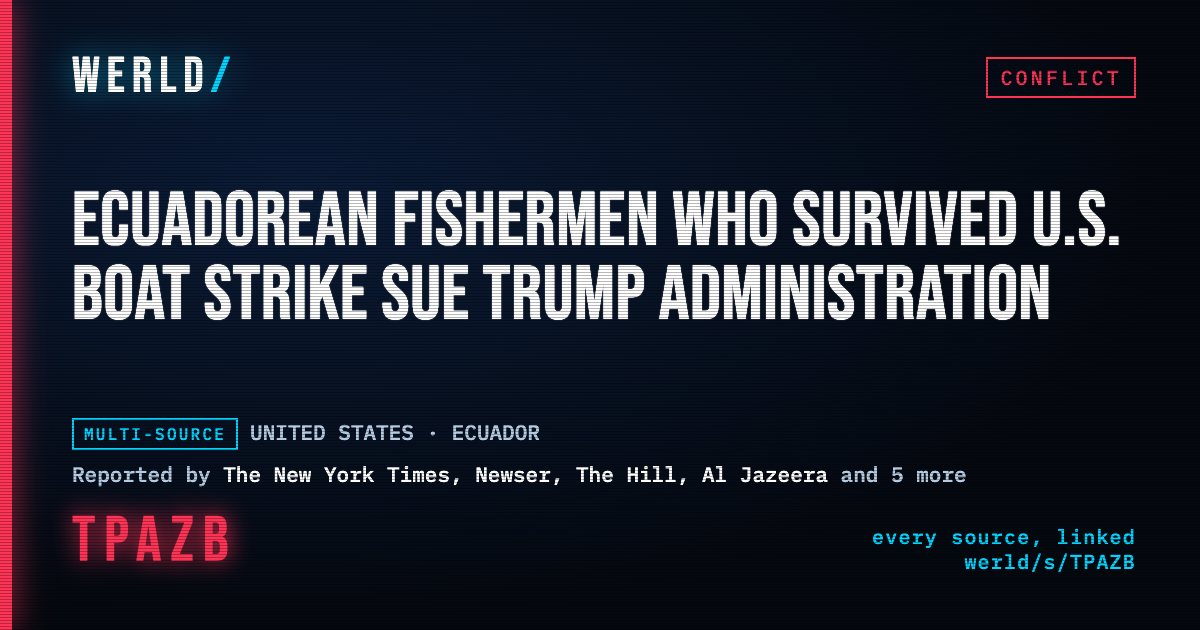 WERLD/
CONFLICT
ECUADOREAN FISHERMEN WHO SURVIVED U.S.
BOAT STRIKE SUE TRUMP ADMINISTRATION
MULTI-SOURCE UNITED STATES · ECUADOR
Reported by The New York Times, Newser, The Hill, Al Jazeera and 5 more
TPAZB
every source, linked
werld/s/TPAZB